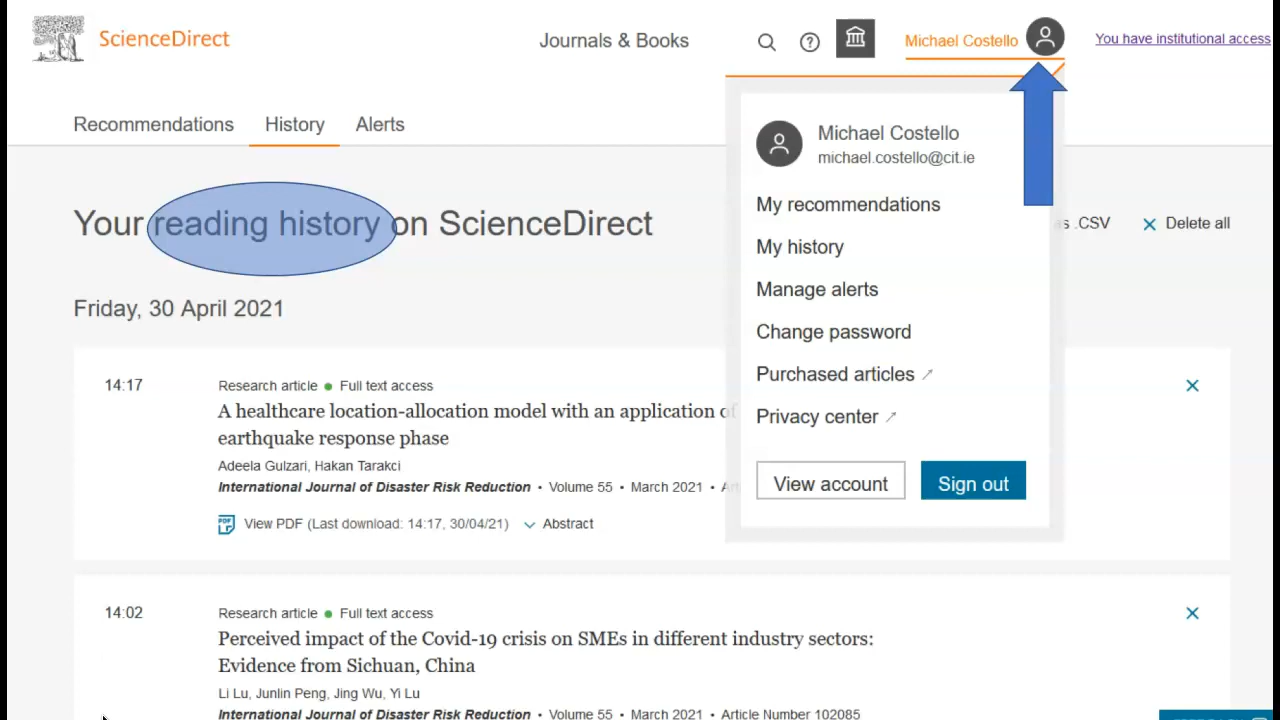 ScienceDirect
Journals & Books
Michael Costello
You have institutional access
Recommendations
History
Alerts
Michael Costello
michael.costello@cit.ie
My recommendations
My history
Manage alerts
Change password
Purchased articles
Privacy center
View account
Sign out
Your reading history on ScienceDirect
as .CSV
Delete all
Friday, 30 April 2021
14:17
Research article • Full text access
A healthcare location-allocation model with an application of
earthquake response phase
Adeela Gulzari, Hakan Tarakci
International Journal of Disaster Risk Reduction • Volume 55 • March 2021 •
View PDF (Last download: 14:17, 30/04/21)
Abstract
14:02
Research article • Full text access
Perceived impact of the Covid-19 crisis on SMEs in different industry sectors:
Evidence from Sichuan, China
Li Lu, Junlin Peng, Jing Wu, Yi Lu
International Journal of Disaster Risk Reduction • Volume 55 • March 2021 • Article Number 102085